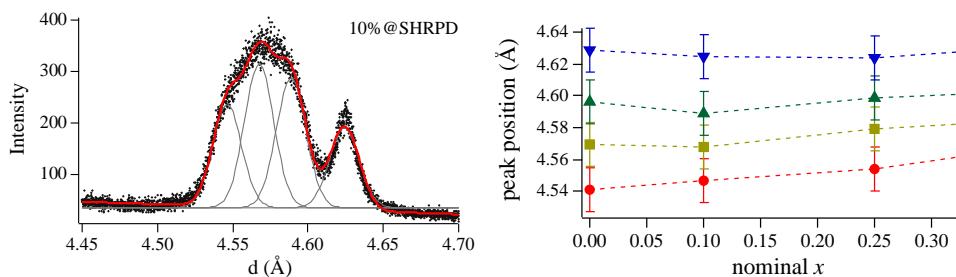 400
300
200
100
Intensity
10%@SHRPD
4.45 4.50 4.55 4.60 4.65 4.70
d (Å)
4.64
4.62
4.60
4.58
4.56
4.54
peak position (Å)
0.00 0.05 0.10 0.15 0.20 0.25 0.30
nominal x